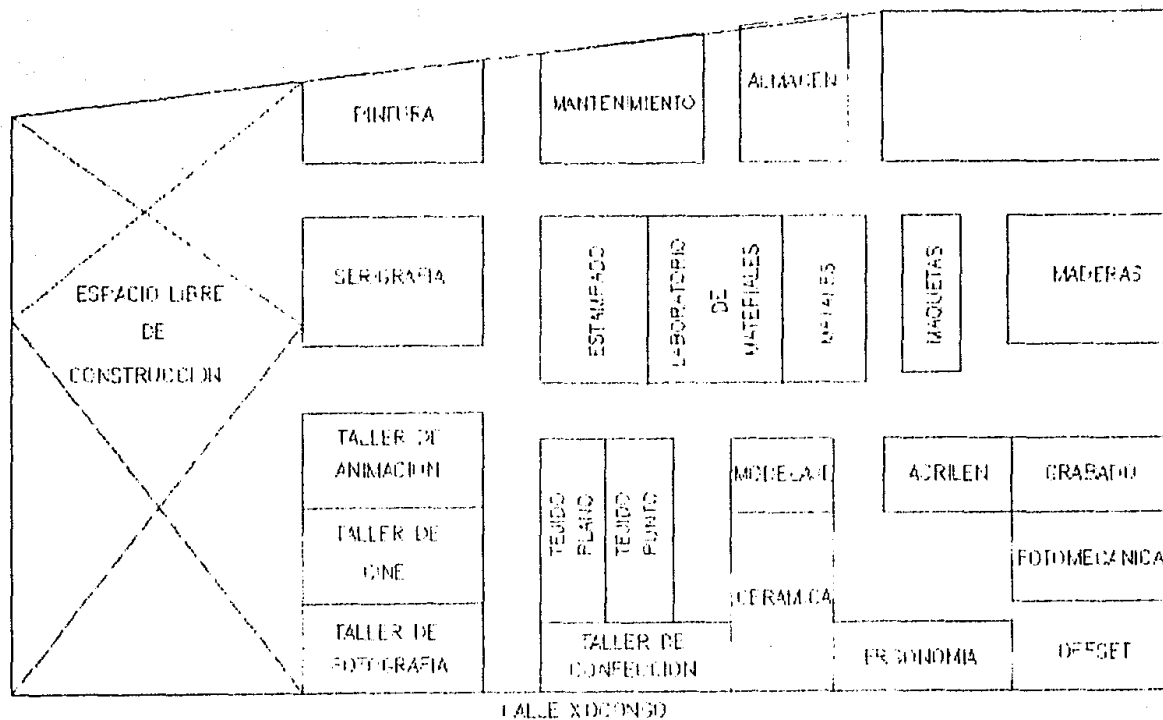 PINTURA
MANTENIMIENTO
ALMACEN
ESPACIO LIBRE
DE
CONSTRUCCION
SERIGRAFIA
ESTAMPADO
LABORATORIO
DE
MATERIALES
METALES
MAQUETAS
MADERAS
TALLER DE
ANIMACION
TALLER DE
CINE
TALLER DE
FOTOGRAFIA
TEJIDO
PLANO
TEJIDO
PUNTO
TALLER DE
CONFECCION
MODELAJE
CERAMICA
ACRILEN
GRABADO
FOTOMECANICA
ERGONOMIA
OFFSET
CALLE XOCONGO